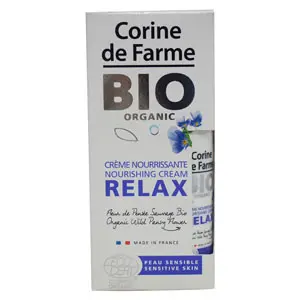 Corine
de Farme
BIO
ORGANIC
CRÈME NOURRISSANTE
NOURISHING CREAM
RELAX
Fleur de Pensée Sauvage Bio
Organic Wild Pansy Flower
MADE IN FRANCE
PEAU SENSIBLE
SENSITIVE SKIN
Corine
de Farme
BIO